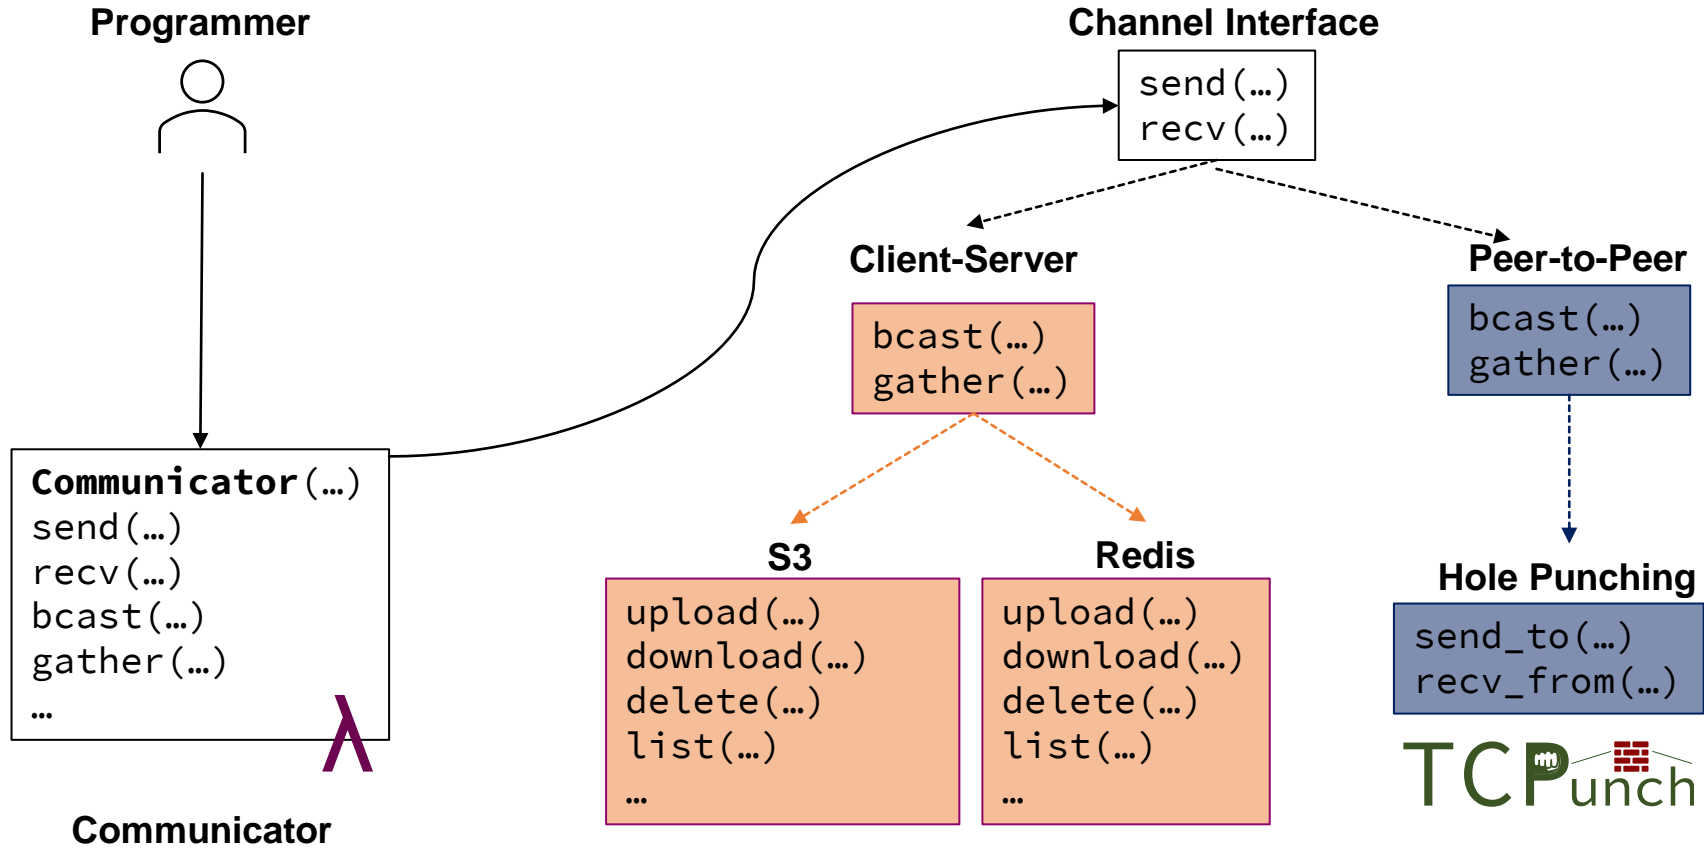 Programmer
Channel Interface
send(…)
recv(…)
Client-Server
Peer-to-Peer
bcast(…)
gather(…)
bcast(…)
gather(…)
Communicator(…)
send(…)
recv(…)
bcast(…)
gather(…)
…
λ
Communicator
S3
upload(…)
download(…)
delete(…)
list(…)
…
Redis
upload(…)
download(…)
delete(…)
list(…)
…
Hole Punching
send_to(…)
recv_from(…)
TCPunch